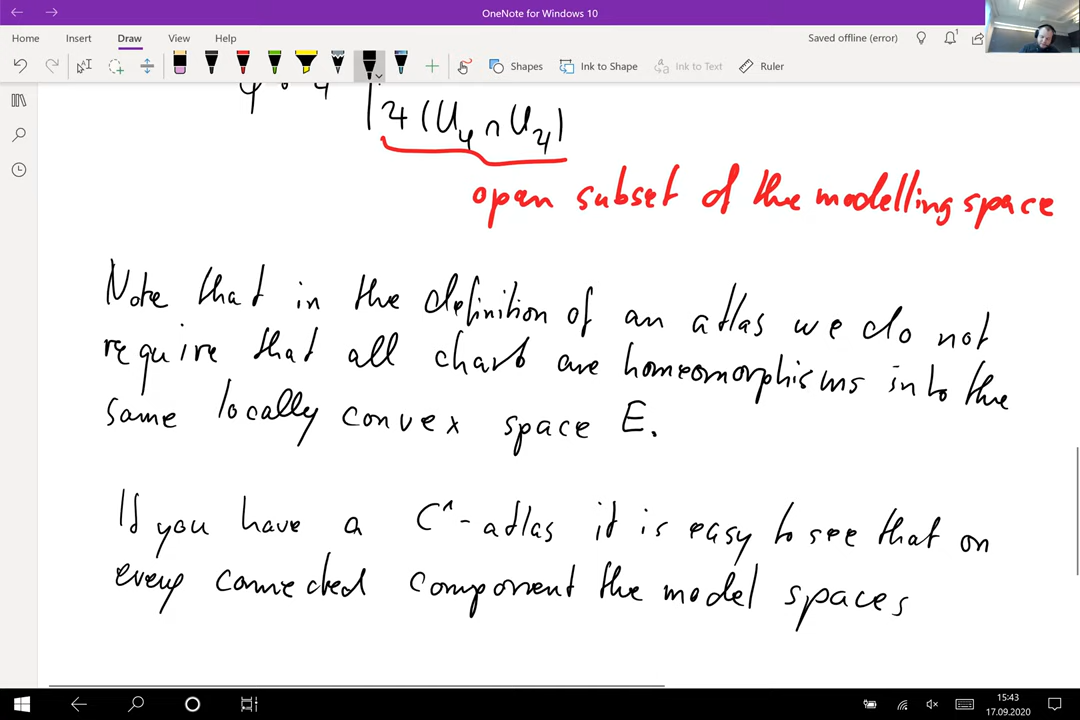 OneNote for Windows 10
Home Insert Draw View Help
Saved offline (error)
Shapes Ink to Shape Ink to Text Ruler
φ ∘ ψ | ψ(U_φ ∩ U_ψ)
open subset of the modelling space
Note that in the definition of an atlas we do not
require that all charts are homeomorphisms into the
same locally convex space E.
If you have a C^1-atlas it is easy to see that on
every connected component the model spaces
15:43
17.09.2020